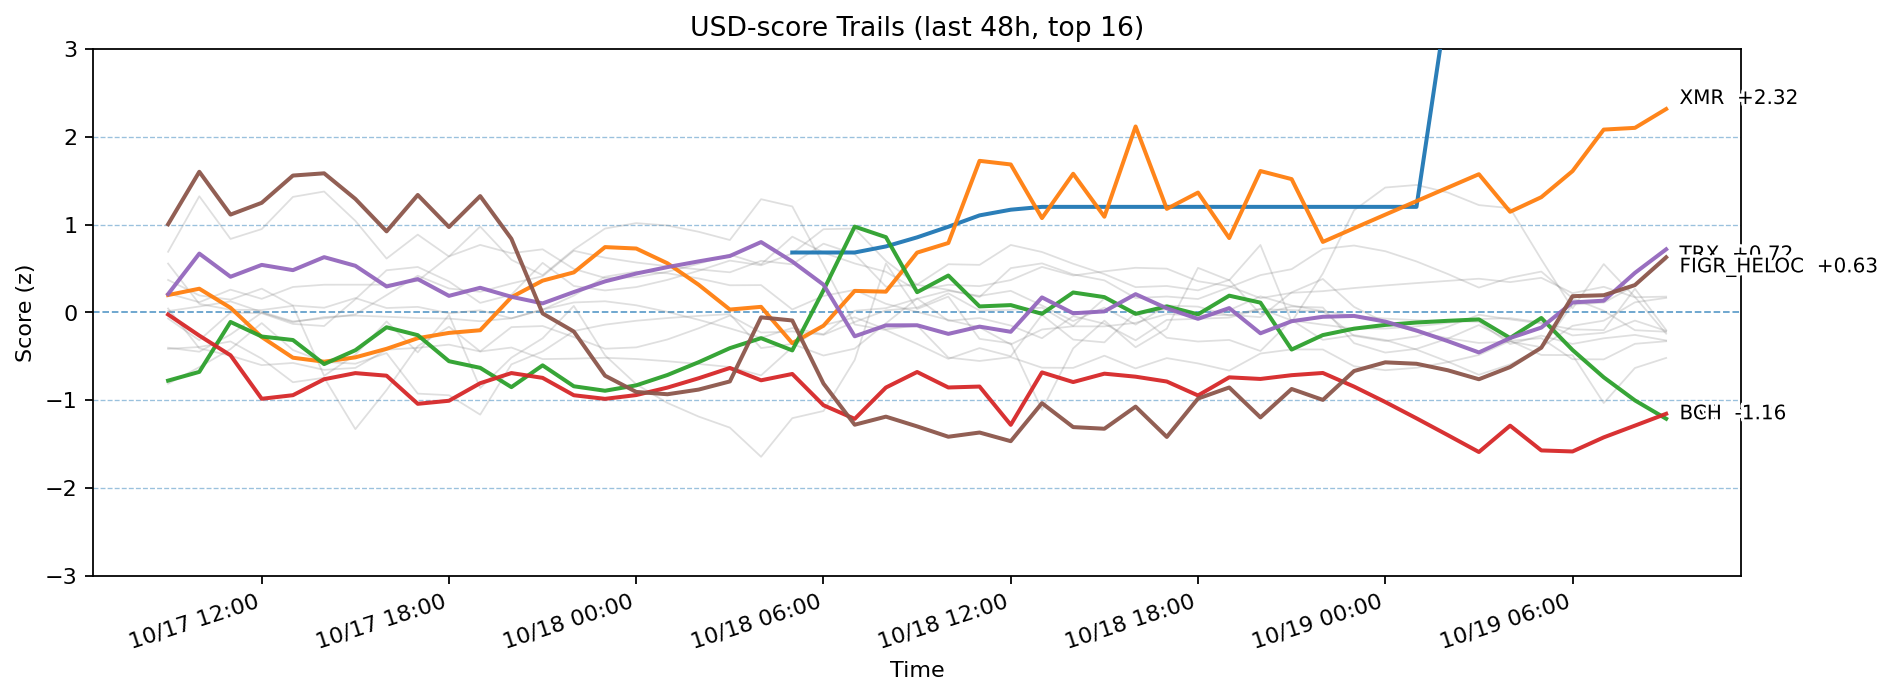 USD-score Trails (last 48h, top 16)
Score (z)
3
2
1
0
−1
−2
−3
XMR +2.32
TRX +0.72
FIGR_HELOC +0.63
BCH -1.16
10/17 12:00
10/17 18:00
10/18 00:00
10/18 06:00
10/18 12:00
10/18 18:00
10/19 00:00
10/19 06:00
Time